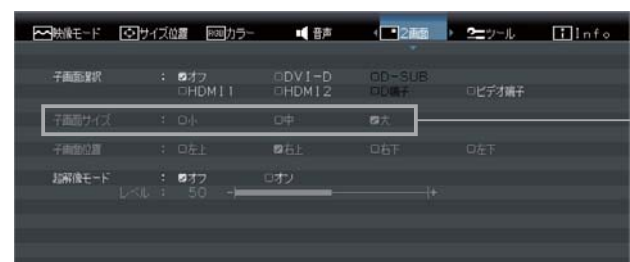 映像モード サイズ位置 RGBカラー 音声 2画面 ツール Info
子画面選択 : ☑オフ □DVI-D □D-SUB
□HDMI1 □HDMI2 □D端子 □ビデオ端子
子画面サイズ : □小 □中 ☑大
子画面位置 : □左上 ☑右上 □右下 □左下
超解像モード : ☑オフ □オン
レベル : 50 - +